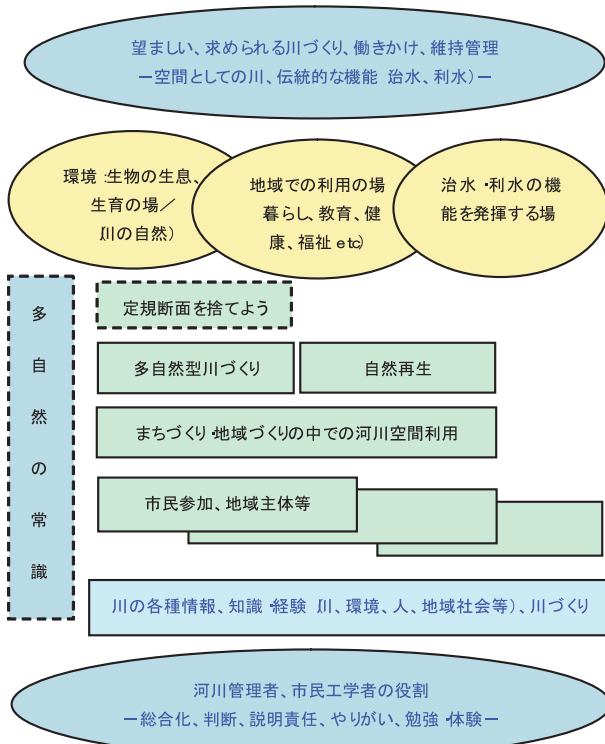 望ましい、求められる川づくり、働きかけ、維持管理
―空間としての川、伝統的な機能 治水、利水)―
環境 :生物の生息、
生育の場／
川の自然)
地域での利用の場
暮らし、教育、健
康、福祉 etc)
治水 ・利水の機
能を発揮する場
多自然の常識
定規断面を捨てよう
多自然型川づくり
自然再生
まちづくり・地域づくりの中での河川空間利用
市民参加、地域主体等
川の各種情報、知識・経験 川、環境、人、地域社会等)、川づくり
河川管理者、市民工学者の役割
―総合化、判断、説明責任、やりがい、勉強・体験―